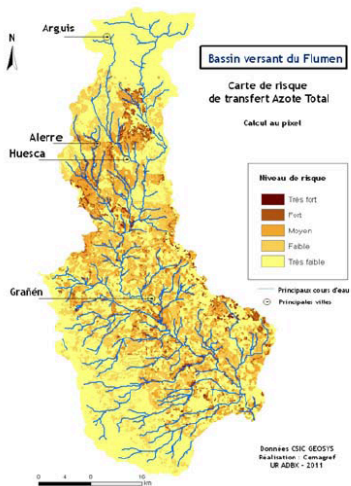 Arguis
N
Bassin versant du Flumen
Carte de risque
de transfert Azote Total
Calcul au pixel
Alerre
Huesca
Niveau de risque
Très fort
Fort
Moyen
Faible
Très faible
Principaux cours d'eau
Principales villes
Grañén
Données CSIC GEOSYS
Réalisation : Cemagref
UR ADBX - 2011
0 4 8 16
km